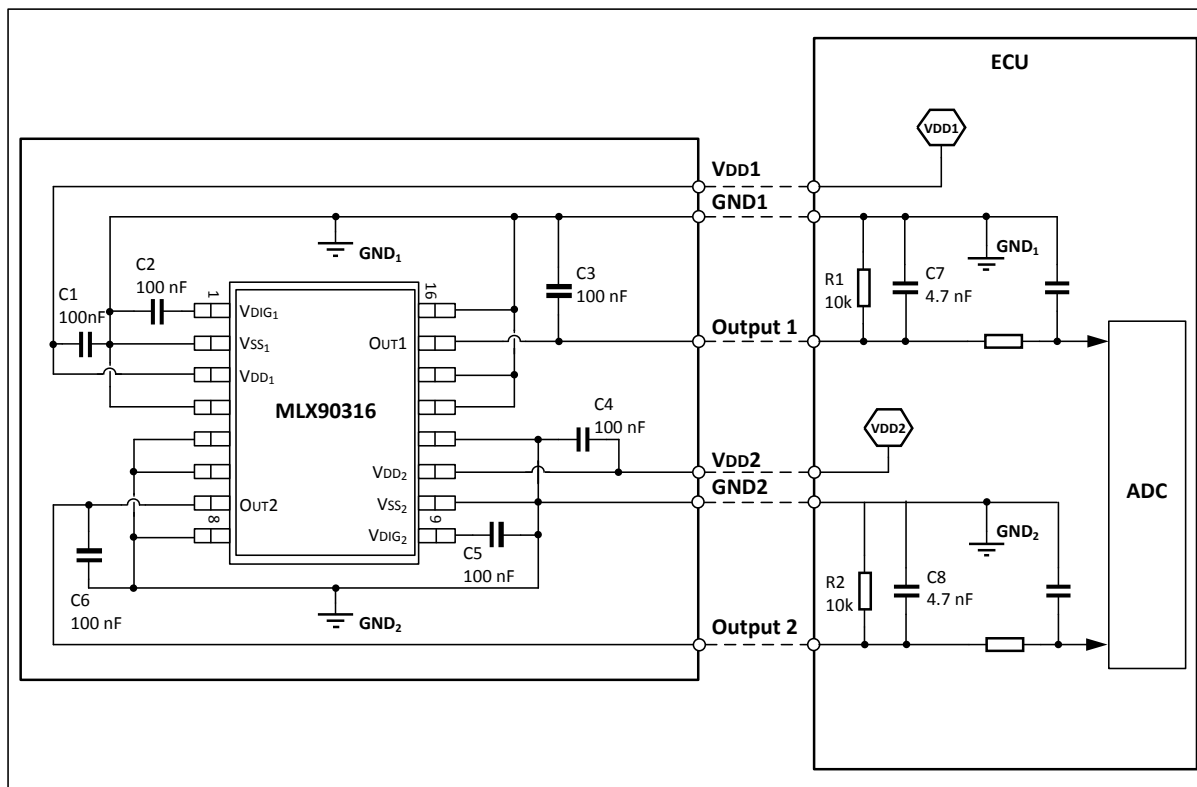 ECU
VDD1
VDD1
GND1
GND1
GND1
C2
100 nF
C1
100nF
C3
100 nF
C7
4.7 nF
R1
10k
1
16
VDIG1
VSS1
OUT1
Output 1
VDD1
MLX90316
C4
100 nF
VDD2
VDD2
VDD2
GND2
ADC
OUT2
VSS2
8
9
VDIG2
C5
100 nF
GND2
C6
100 nF
GND2
R2
10k
C8
4.7 nF
Output 2